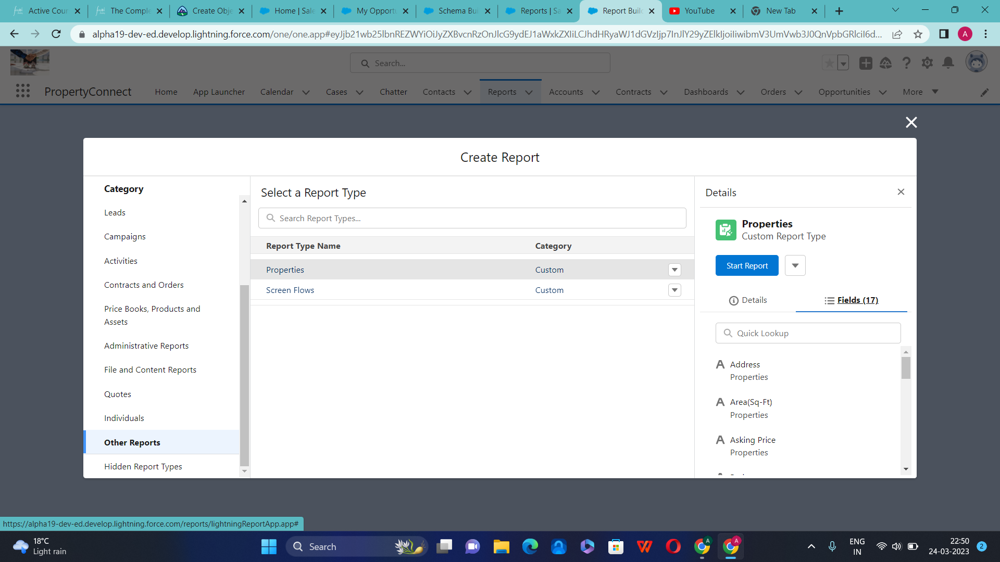 Active Cour
The Comple
Create Obje
Home | Sale
My Opportu
Schema Bui
Reports | Sa
Report Build
YouTube
New Tab
alpha19-dev-ed.develop.lightning.force.com/one/one.app#
A
Search...
PropertyConnect
Home
App Launcher
Calendar
Cases
Chatter
Contacts
Reports
Accounts
Contracts
Dashboards
Orders
Opportunities
More
Create Report
Category
Leads
Campaigns
Activities
Contracts and Orders
Price Books, Products and
Assets
Administrative Reports
File and Content Reports
Quotes
Individuals
Other Reports
Hidden Report Types
Select a Report Type
Search Report Types...
Report Type Name
Category
Properties
Custom
Screen Flows
Custom
Details
Properties
Custom Report Type
Start Report
Details
Fields (17)
Quick Lookup
A Address
Properties
A Area(Sq-Ft)
Properties
A Asking Price
Properties
https://alpha19-dev-ed.develop.lightning.force.com/reports/lightningReportApp.app#
18°C
Light rain
Search
A
A
ENG
IN
22:50
24-03-2023
2